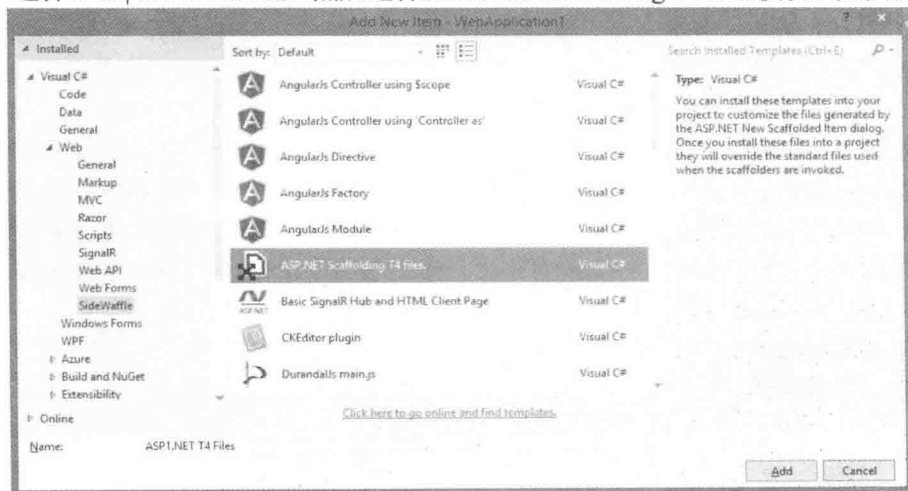 Add New Item - WebApplication1
? ×
Installed
Sort by: Default
Search Installed Templates (Ctrl+E)
Visual C#
Code
Data
General
Web
General
Markup
MVC
Razor
Scripts
SignalR
Web API
Web Forms
SideWaffle
Windows Forms
WPF
Azure
Build and NuGet
Extensibility
Online
AngularJs Controller using $scope Visual C#
AngularJs Controller using 'Controller as' Visual C#
AngularJs Directive Visual C#
AngularJs Factory Visual C#
AngularJs Module Visual C#
ASP.NET Scaffolding T4 files. Visual C#
ASP.NET
Basic SignalR Hub and HTML Client Page Visual C#
CKEditor plugin Visual C#
DurandalJs main.js Visual C#
Click here to go online and find templates.
Type: Visual C#
You can install these templates into your
project to customize the files generated by
the ASP.NET New Scaffolded Item dialog.
Once you install these files into a project
they will override the standard files used
when the scaffolders are invoked.
Name: ASP1.NET T4 Files
Add Cancel